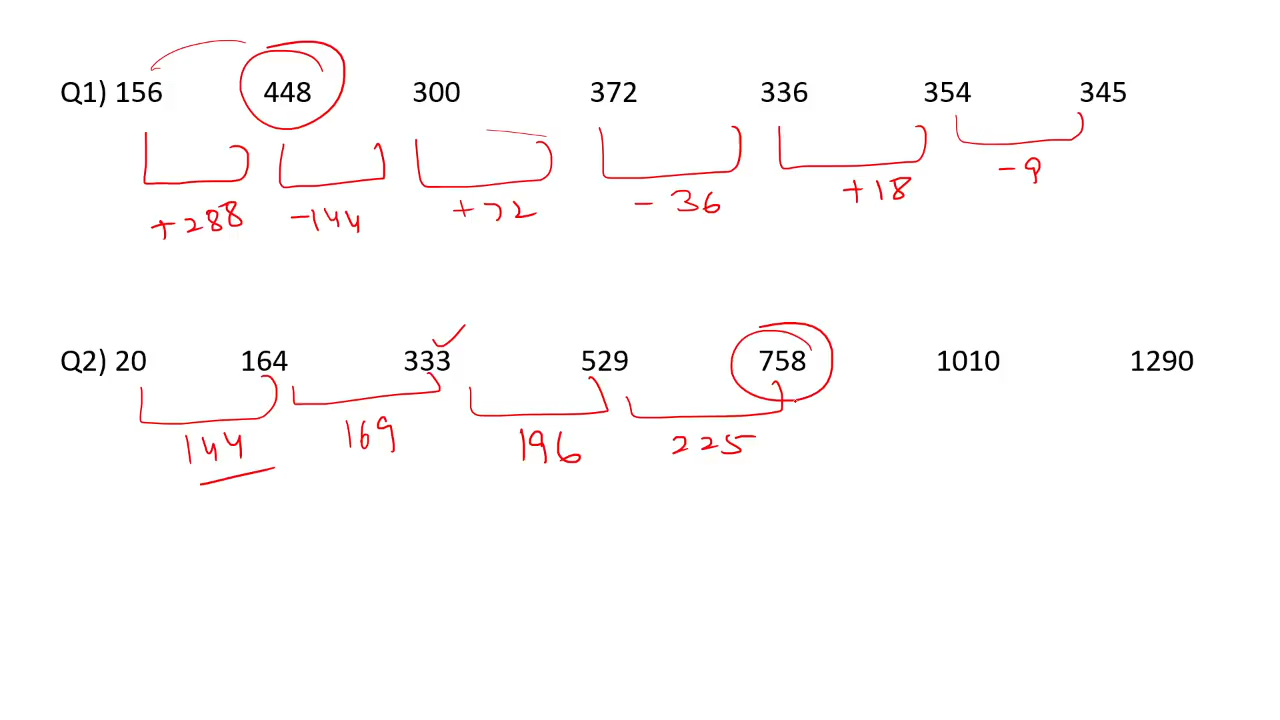 Q1) 156 448 300 372 336 354 345
+288 -144 +72 - 36 +18 - 9
Q2) 20 164 333 529 758 1010 1290
144 169 196 225